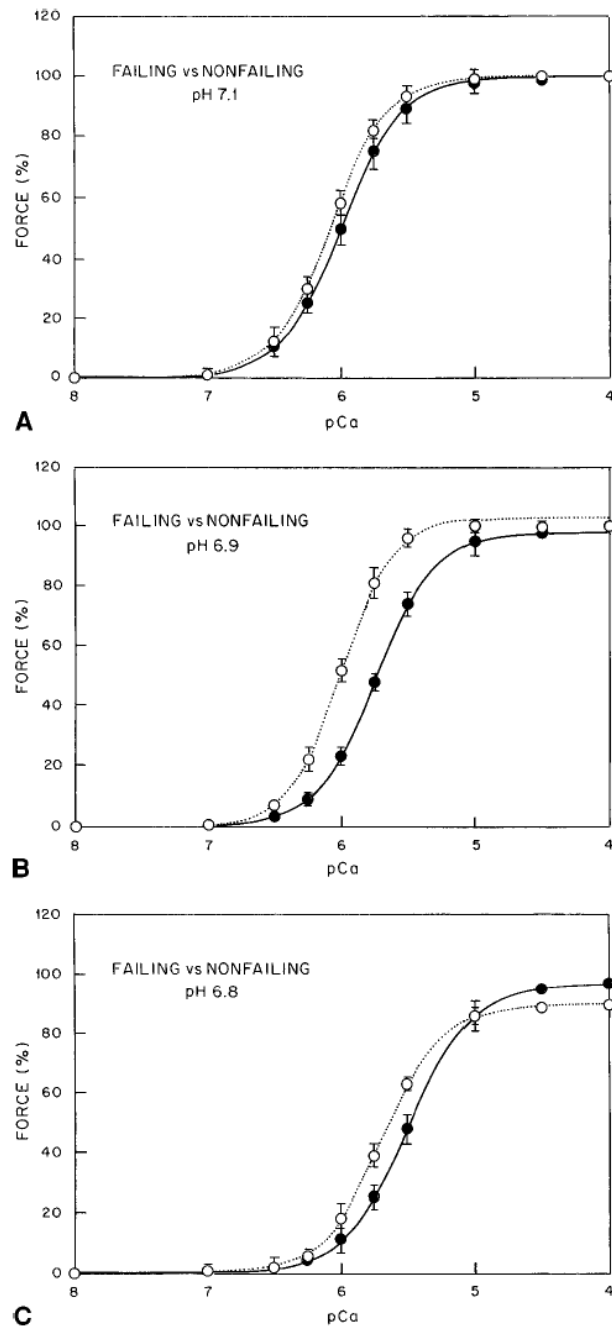 120
100
80
60
40
20
0
FORCE (%)
FAILING vs NONFAILING
pH 7.1
8 7 6 5 4
pCa
A
120
100
80
60
40
20
0
FORCE (%)
FAILING vs NONFAILING
pH 6.9
8 7 6 5 4
pCa
B
120
100
80
60
40
20
0
FORCE (%)
FAILING vs NONFAILING
pH 6.8
8 7 6 5 4
pCa
C